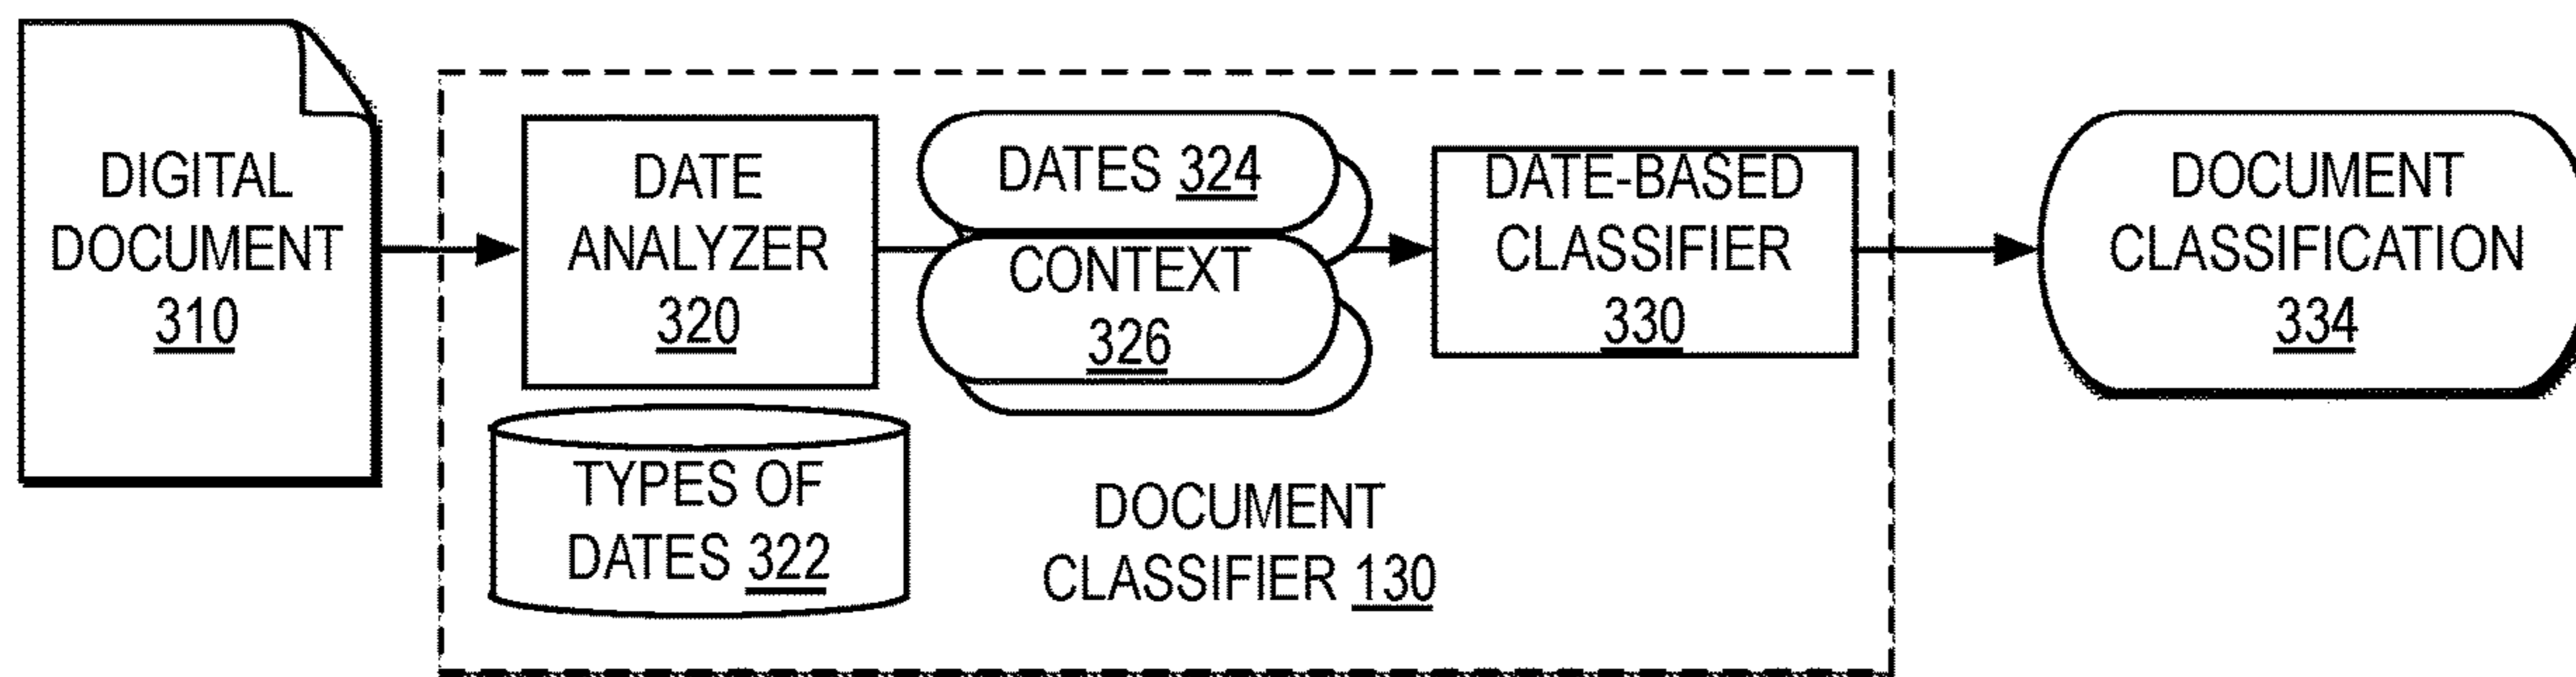 DIGITAL
DOCUMENT
310
DATE
ANALYZER
320
TYPES OF
DATES 322
DATES 324
CONTEXT
326
DATE-BASED
CLASSIFIER
330
DOCUMENT
CLASSIFIER 130
DOCUMENT
CLASSIFICATION
334